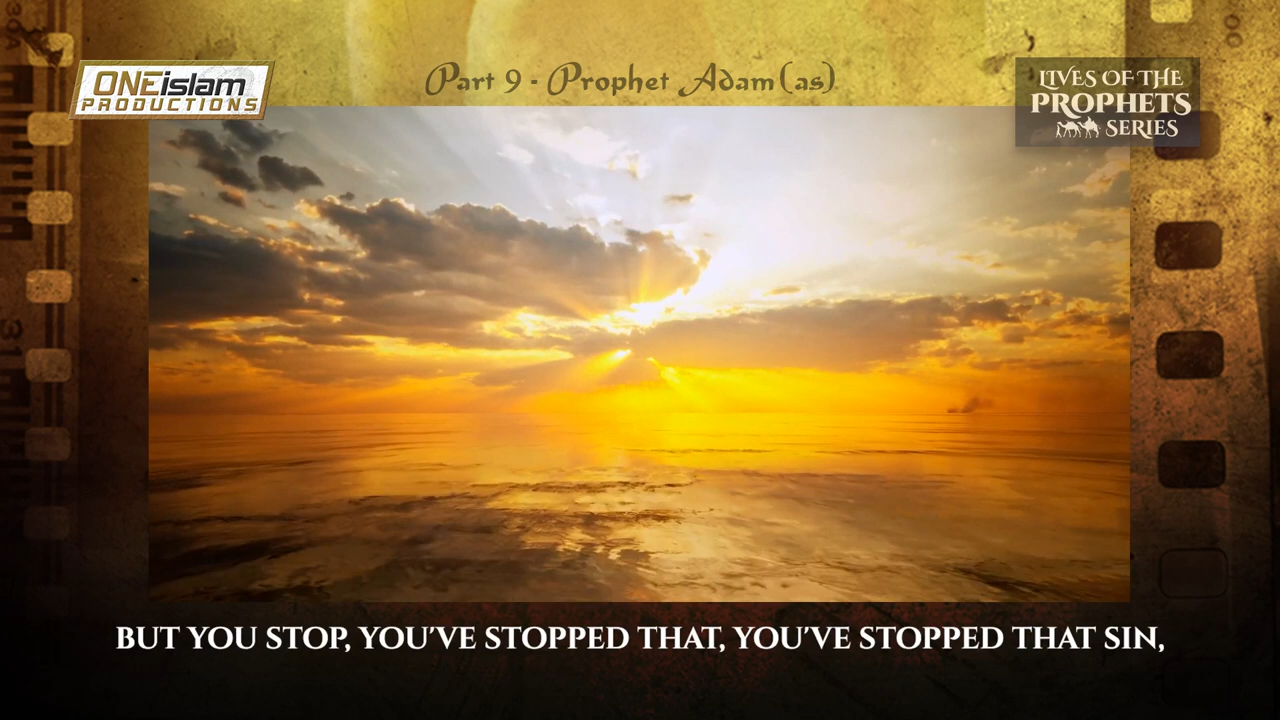 ONEislam
PRODUCTIONS
Part 9 - Prophet Adam (as)
LIVES OF THE
PROPHETS
SERIES
BUT YOU STOP, YOU'VE STOPPED THAT, YOU'VE STOPPED THAT SIN,